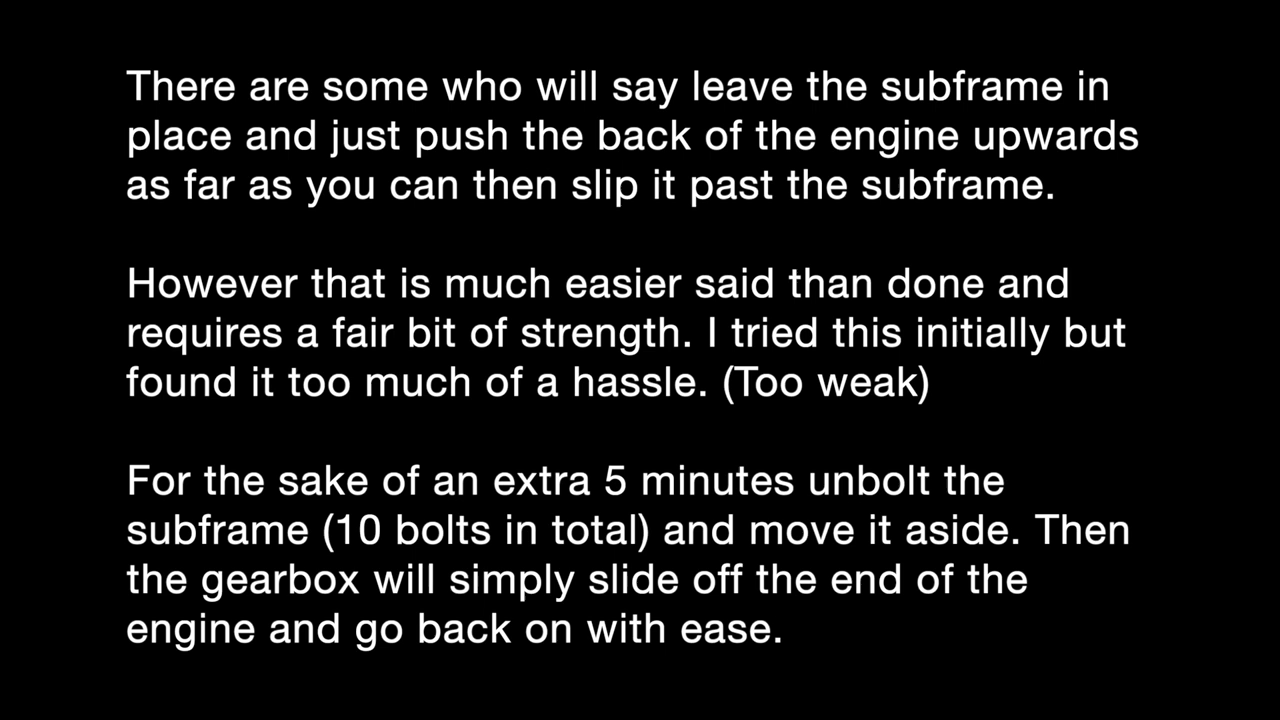 There are some who will say leave the subframe in
place and just push the back of the engine upwards
as far as you can then slip it past the subframe.
However that is much easier said than done and
requires a fair bit of strength. I tried this initially but
found it too much of a hassle. (Too weak)
For the sake of an extra 5 minutes unbolt the
subframe (10 bolts in total) and move it aside. Then
the gearbox will simply slide off the end of the
engine and go back on with ease.